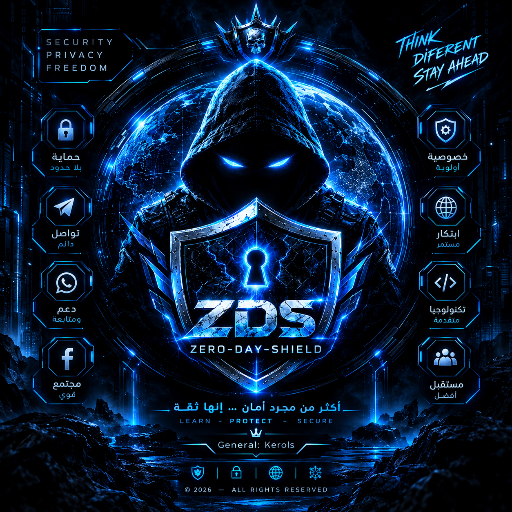 SECURITY
PRIVACY
FREEDOM
THINK
DIFFERENT
STAY AHEAD
حماية
بلا حدود
تواصل
دائم
دعم
ومتابعة
مجتمع
قوي
خصوصية
أولوية
ابتكار
مستمر
تكنولوجيا
متقدمة
مستقبل
أفضل
ZDS
ZERO-DAY-SHIELD
أكثر من مجرد أمان ... إنها ثقة
LEARN - PROTECT - SECURE
General: Kerols
© 2026 — ALL RIGHTS RESERVED